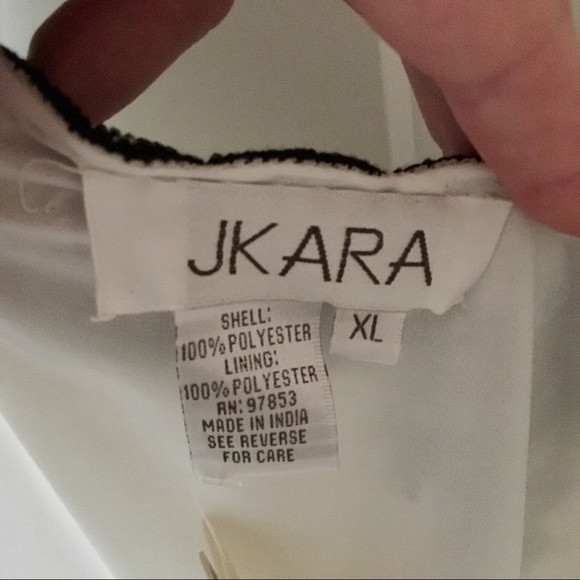 JKARA
XL
SHELL:
100% POLYESTER
LINING:
100% POLYESTER
RN: 97853
MADE IN INDIA
SEE REVERSE
FOR CARE